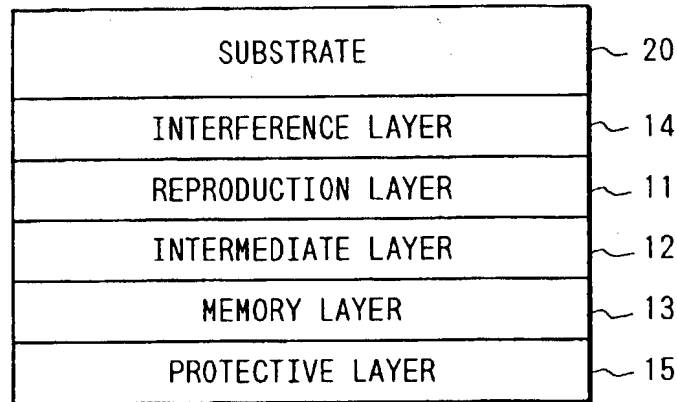 SUBSTRATE 20
INTERFERENCE LAYER 14
REPRODUCTION LAYER 11
INTERMEDIATE LAYER 12
MEMORY LAYER 13
PROTECTIVE LAYER 15